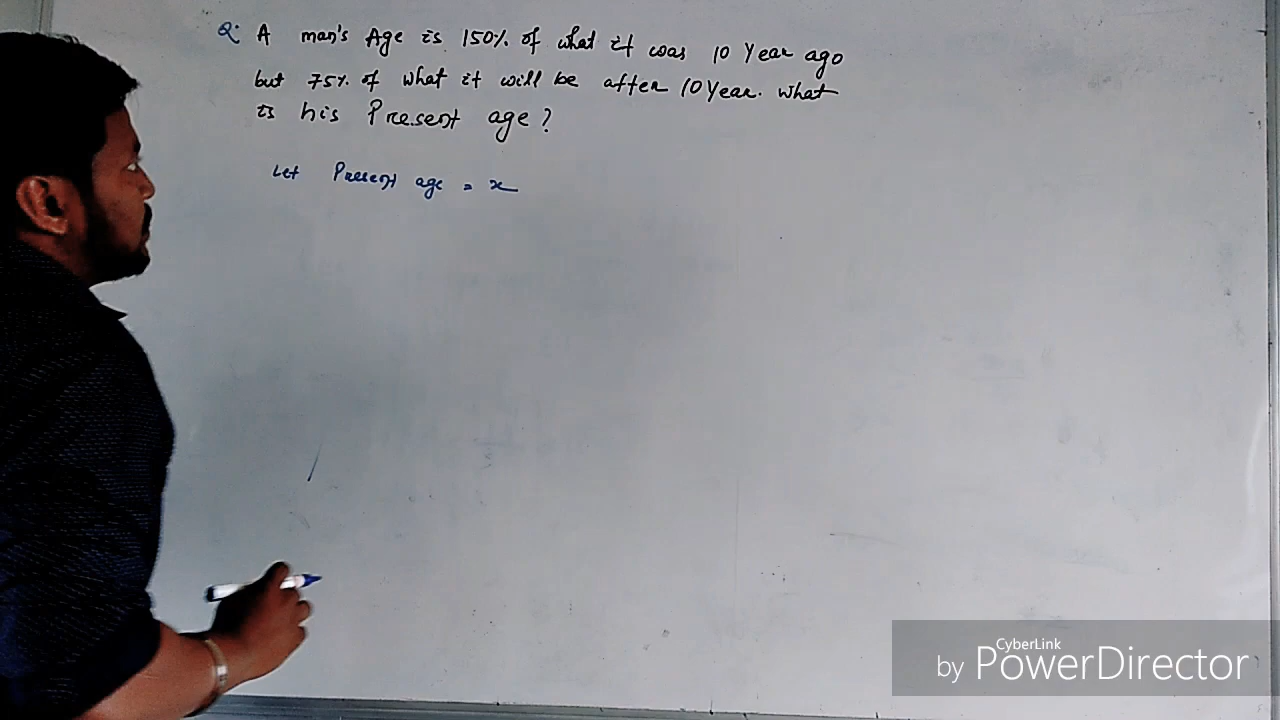 Q: A man's Age is 150% of what it was 10 Year ago
but 75% of what it will be after 10 Year. what
is his Present age?
Let Present age = x
CyberLink
by PowerDirector